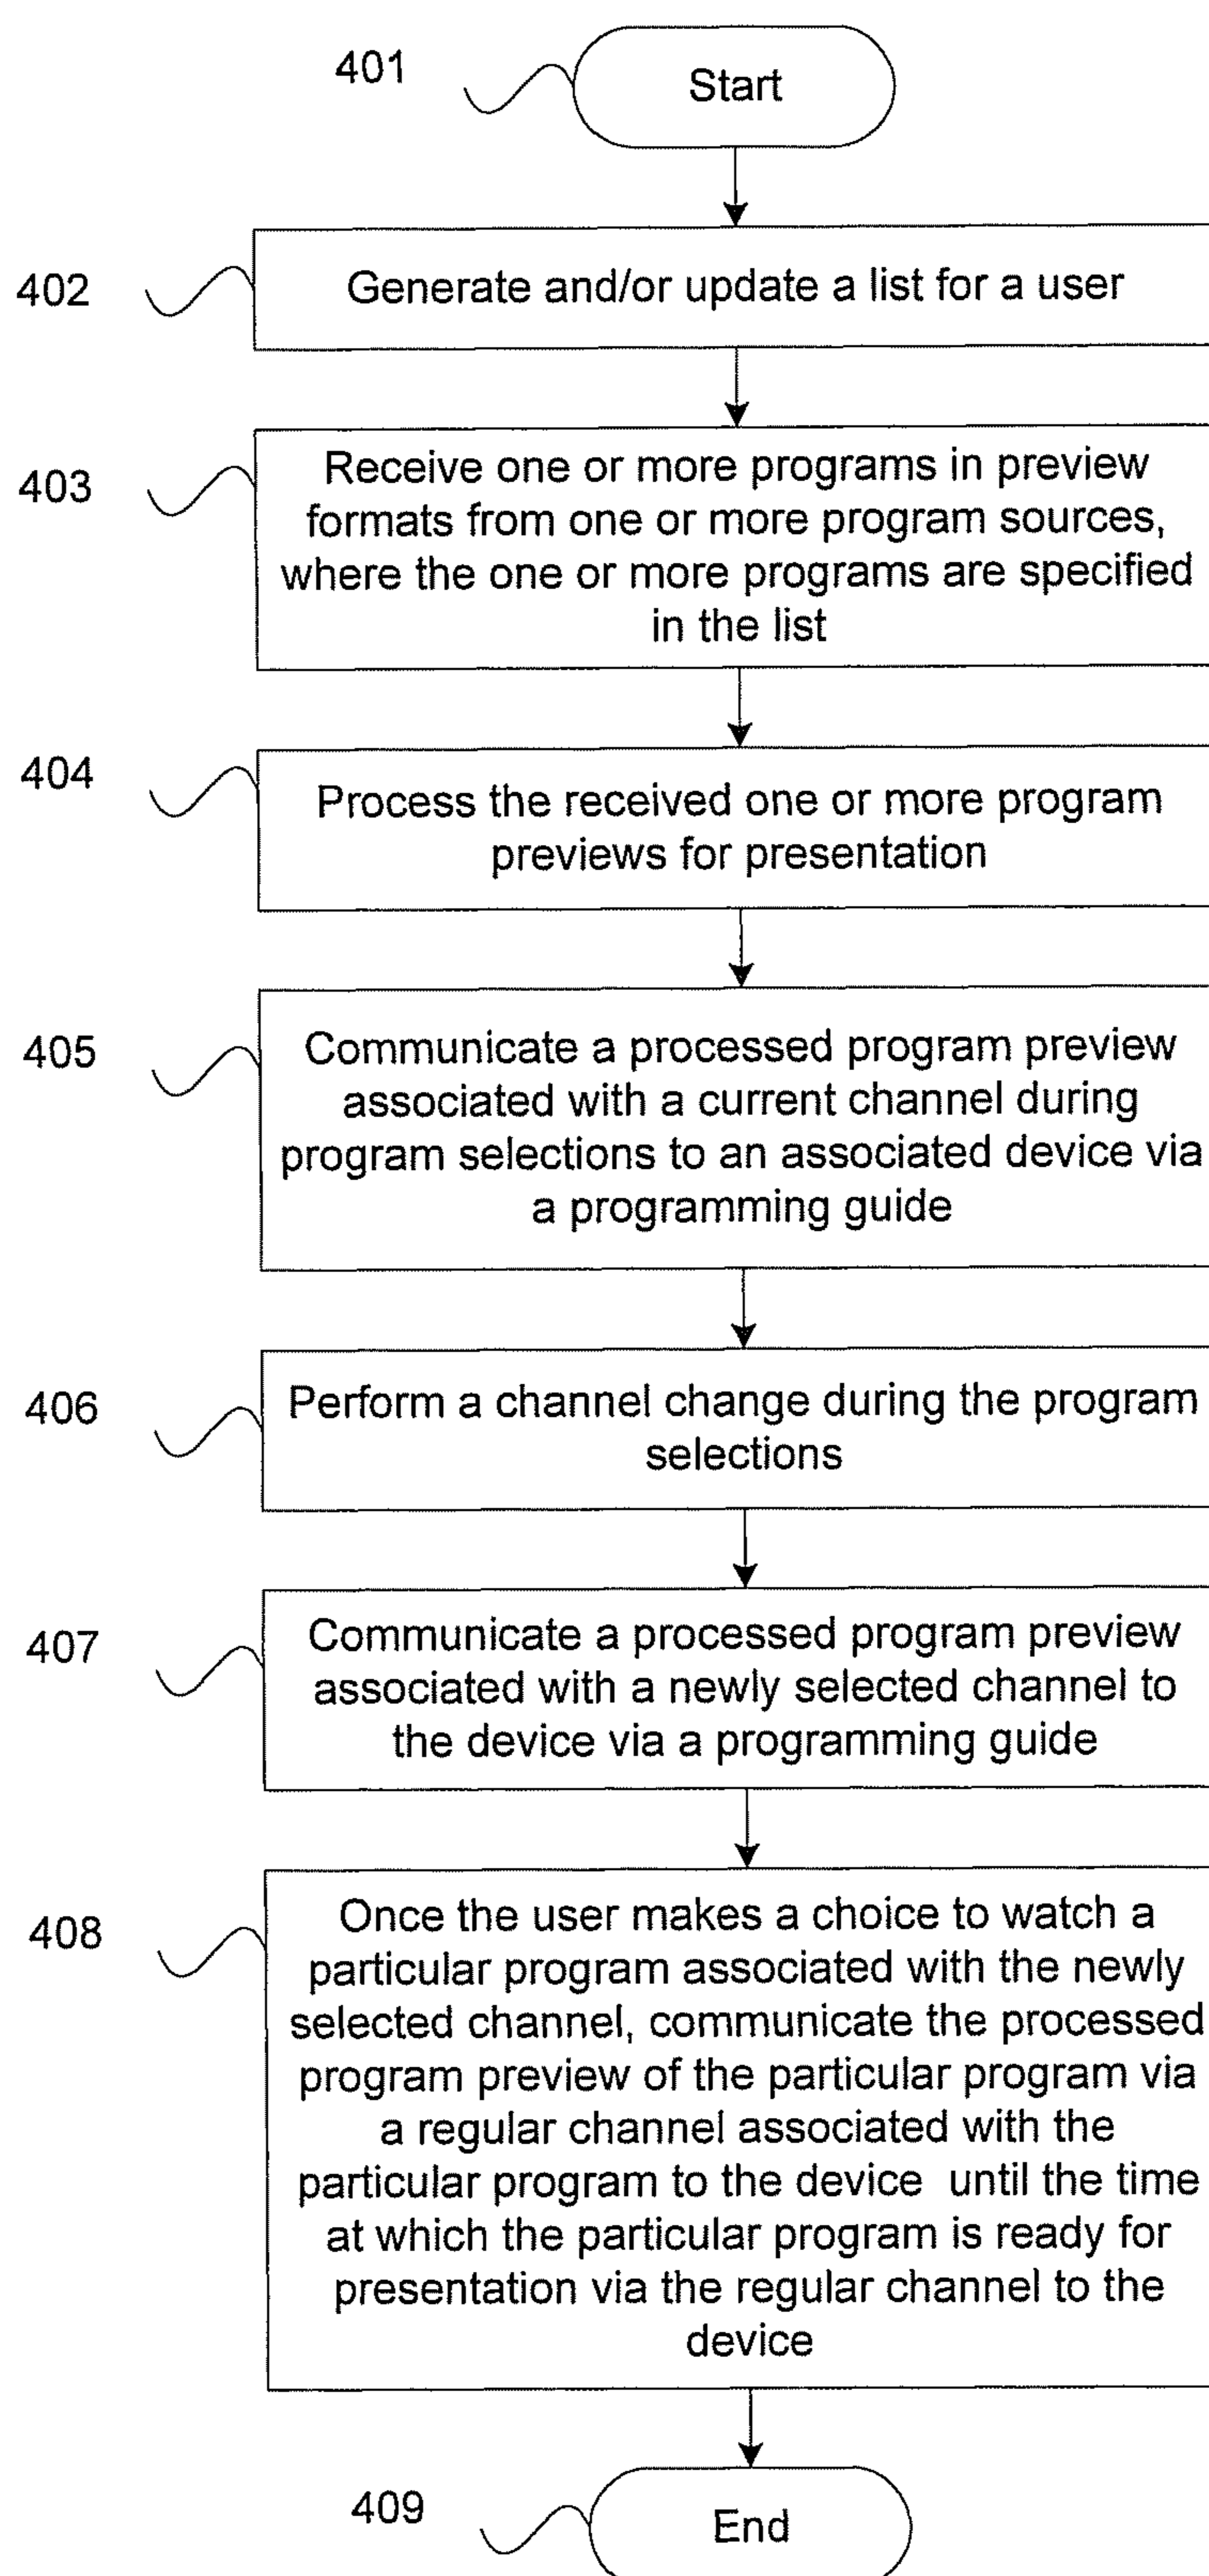 401
Start
402
Generate and/or update a list for a user
403
Receive one or more programs in preview
formats from one or more program sources,
where the one or more programs are specified
in the list
404
Process the received one or more program
previews for presentation
405
Communicate a processed program preview
associated with a current channel during
program selections to an associated device via
a programming guide
406
Perform a channel change during the program
selections
407
Communicate a processed program preview
associated with a newly selected channel to
the device via a programming guide
408
Once the user makes a choice to watch a
particular program associated with the newly
selected channel, communicate the processed
program preview of the particular program via
a regular channel associated with the
particular program to the device until the time
at which the particular program is ready for
presentation via the regular channel to the
device
409
End